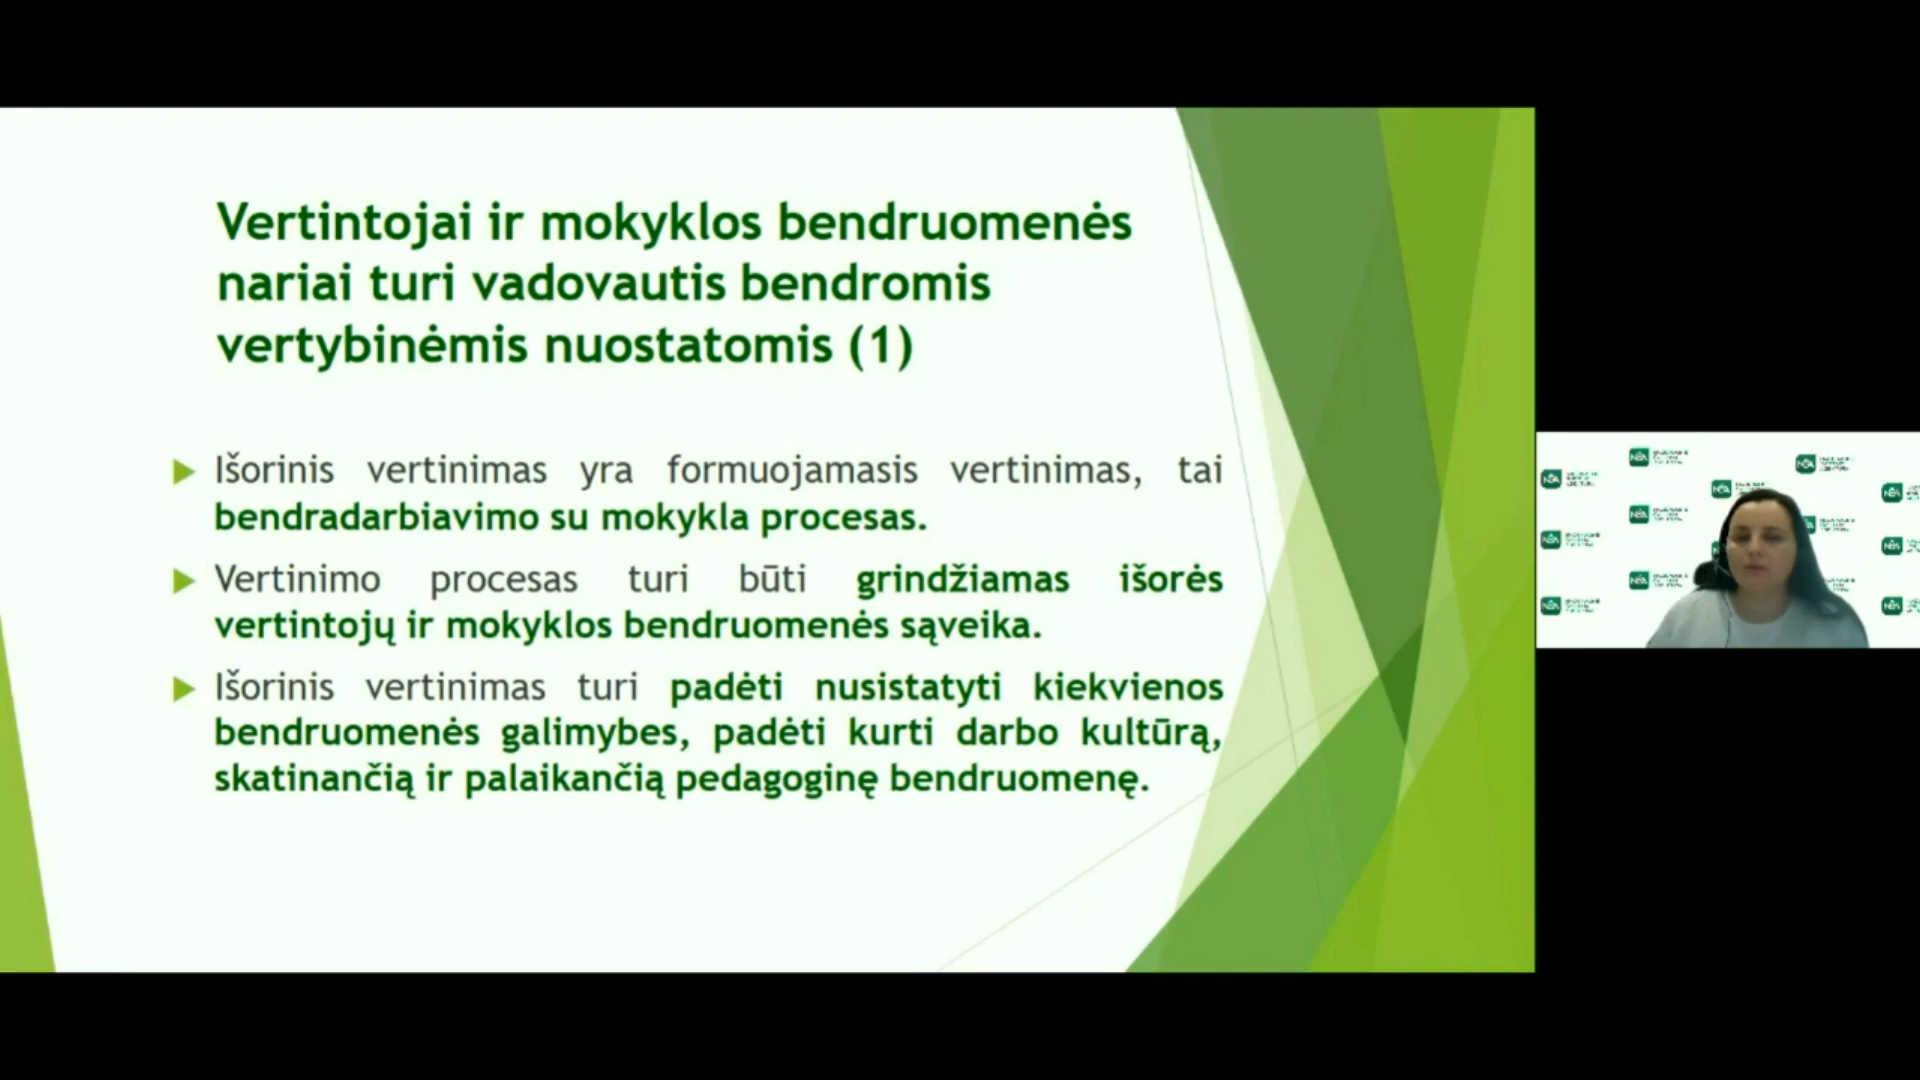 Vertintojai ir mokyklos bendruomenės
nariai turi vadovautis bendromis
vertybinėmis nuostatomis (1)
Išorinis vertinimas yra formuojamasis vertinimas, tai
bendradarbiavimo su mokykla procesas.
Vertinimo procesas turi būti grindžiamas išorės
vertintojų ir mokyklos bendruomenės sąveika.
Išorinis vertinimas turi padėti nusistatyti kiekvienos
bendruomenės galimybes, padėti kurti darbo kultūrą,
skatinančią ir palaikančią pedagoginę bendruomenę.